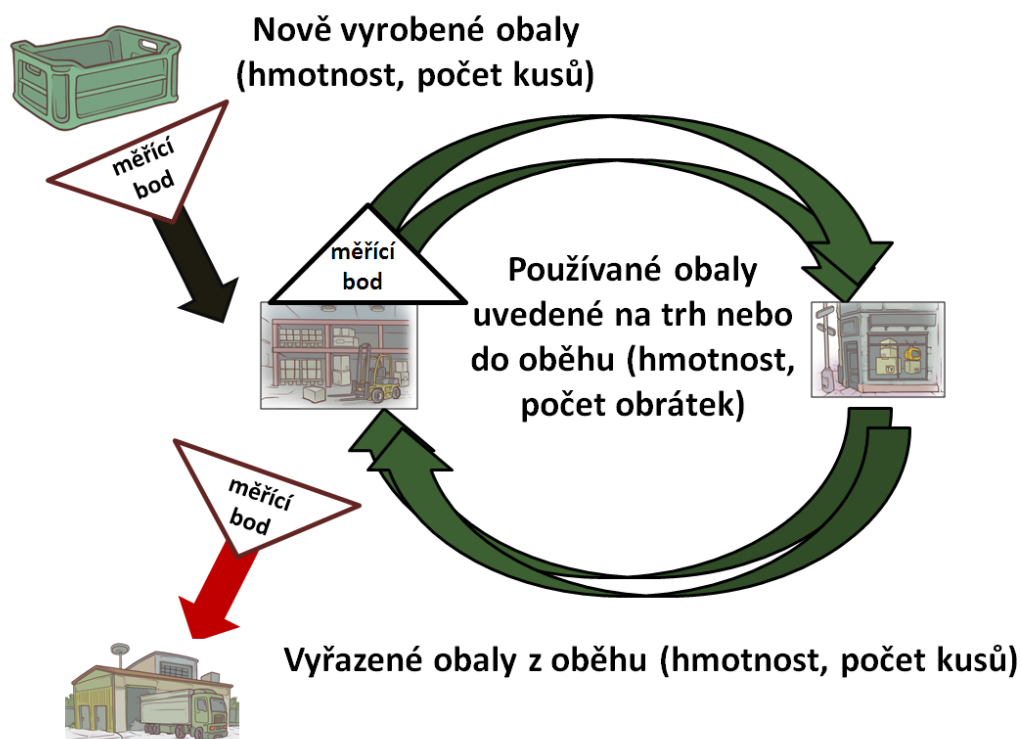 Nově vyrobené obaly
(hmotnost, počet kusů)
měřící
bod
měřící
bod
Používané obaly
uvedené na trh nebo
do oběhu (hmotnost,
počet obrátek)
měřící
bod
Vyřazené obaly z oběhu (hmotnost, počet kusů)